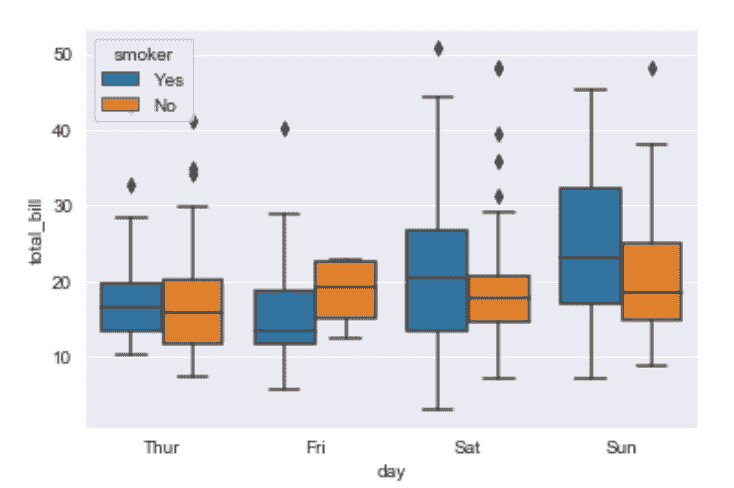 smoker
Yes
No
50
40
30
20
10
total_bill
Thur
Fri
Sat
Sun
day